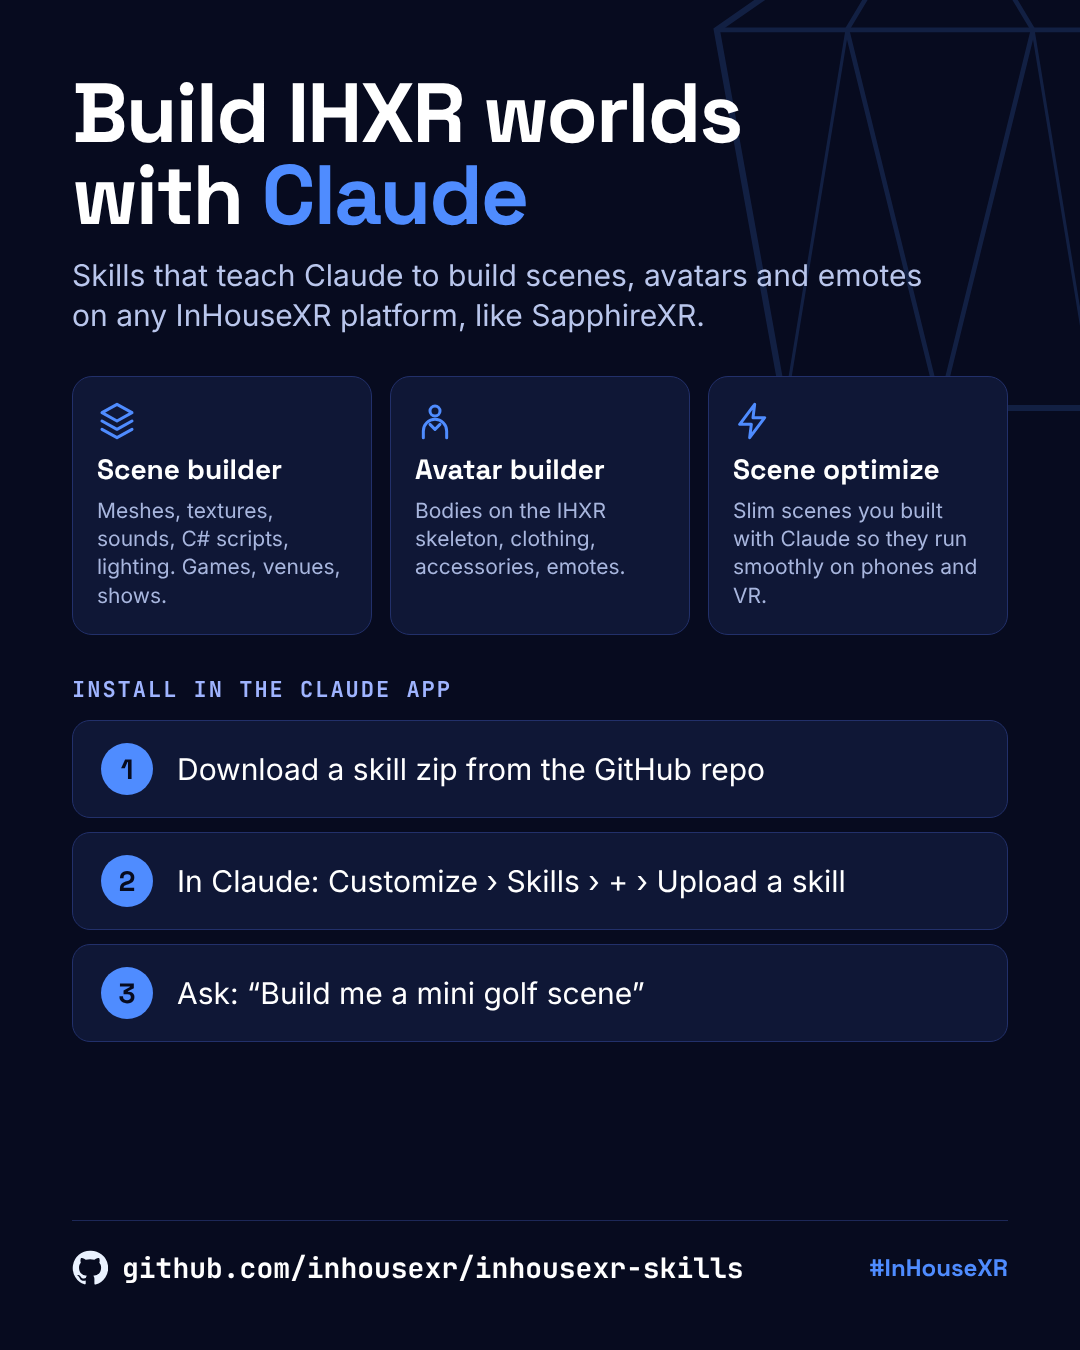 Build IHXR worlds
with Claude
Skills that teach Claude to build scenes, avatars and emotes
on any InHouseXR platform, like SapphireXR.
Scene builder
Meshes, textures,
sounds, C# scripts,
lighting. Games, venues,
shows.
Avatar builder
Bodies on the IHXR
skeleton, clothing,
accessories, emotes.
Scene optimize
Slim scenes you built
with Claude so they run
smoothly on phones and
VR.
INSTALL IN THE CLAUDE APP
1 Download a skill zip from the GitHub repo
2 In Claude: Customize › Skills › + › Upload a skill
3 Ask: “Build me a mini golf scene”
github.com/inhousexr/inhousexr-skills
#InHouseXR